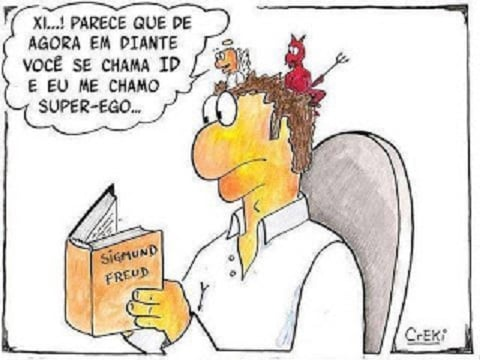 XI...! PARECE QUE DE
AGORA EM DIANTE
VOCÊ SE CHAMA ID
E EU ME CHAMO
SUPER-EGO...
SIGMUND
FREUD
CrEKi